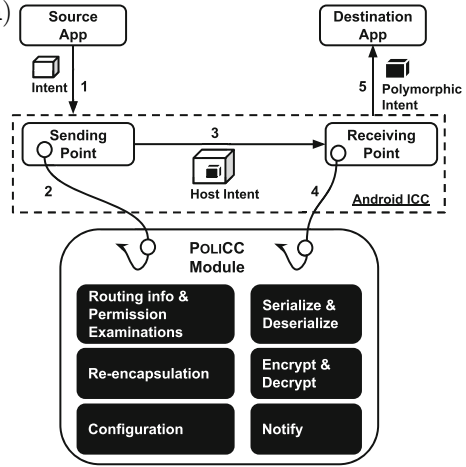 )
Source
App
Destination
App
Intent
1
5
Polymorphic
Intent
Sending
Point
3
Receiving
Point
2
Host Intent
4
Android ICC
POLICC
Module
Routing info &
Permission
Examinations
Serialize &
Deserialize
Re-encapsulation
Encrypt &
Decrypt
Configuration
Notify